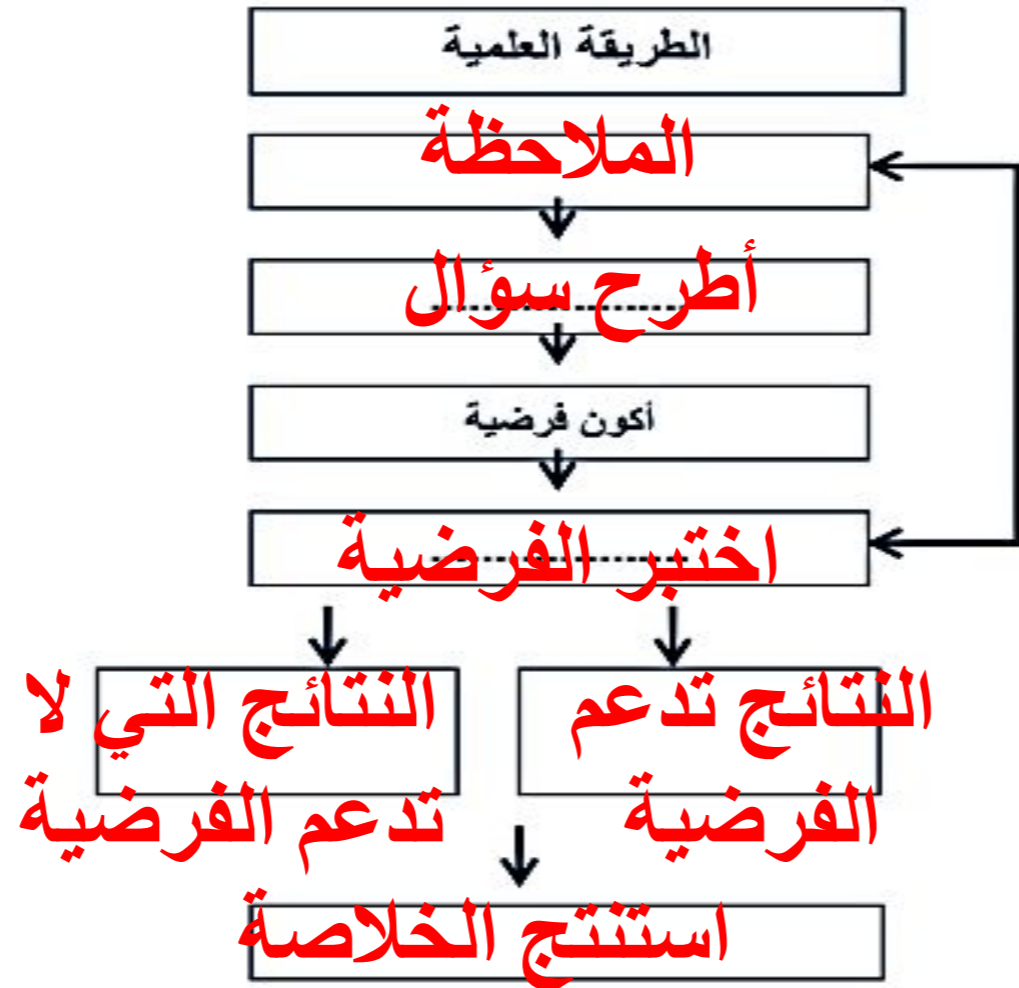 الطريقة العلمية
الملاحظة
أطرح سؤال
أكون فرضية
اختبر الفرضية
النتائج تدعم
الفرضية
النتائج التي لا
تدعم الفرضية
استنتج الخلاصة